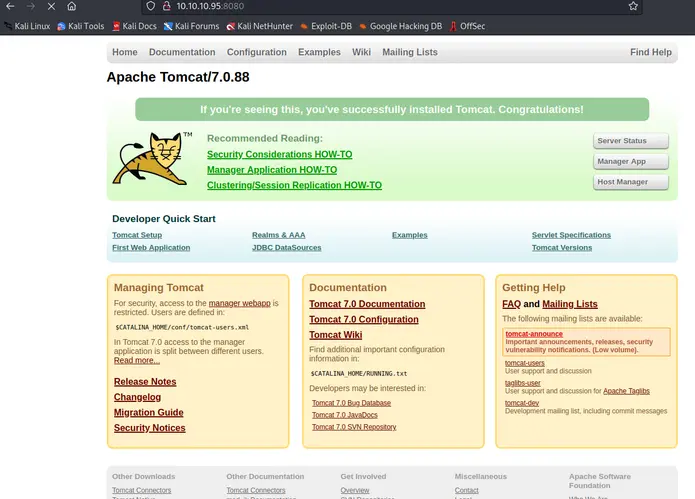 10.10.10.95:8080
Kali Linux Kali Tools Kali Docs Kali Forums Kali NetHunter Exploit-DB Google Hacking DB OffSec
Home Documentation Configuration Examples Wiki Mailing Lists Find Help
Apache Tomcat/7.0.88
If you're seeing this, you've successfully installed Tomcat. Congratulations!
TM
Recommended Reading:
Security Considerations HOW-TO
Manager Application HOW-TO
Clustering/Session Replication HOW-TO
Server Status
Manager App
Host Manager
Developer Quick Start
Tomcat Setup Realms & AAA Examples Servlet Specifications
First Web Application JDBC DataSources Tomcat Versions
Managing Tomcat
For security, access to the manager webapp is
restricted. Users are defined in:
$CATALINA_HOME/conf/tomcat-users.xml
In Tomcat 7.0 access to the manager
application is split between different users.
Read more...
Release Notes
Changelog
Migration Guide
Security Notices
Documentation
Tomcat 7.0 Documentation
Tomcat 7.0 Configuration
Tomcat Wiki
Find additional important configuration
information in:
$CATALINA_HOME/RUNNING.txt
Developers may be interested in:
Tomcat 7.0 Bug Database
Tomcat 7.0 JavaDocs
Tomcat 7.0 SVN Repository
Getting Help
FAQ and Mailing Lists
The following mailing lists are available:
tomcat-announce
Important announcements, releases, security
vulnerability notifications. (Low volume).
tomcat-users
User support and discussion
taglibs-user
User support and discussion for Apache Taglibs
tomcat-dev
Development mailing list, including commit messages
Other Downloads Other Documentation Get Involved Miscellaneous Apache Software
Foundation
Tomcat Connectors Tomcat Connectors Overview Contact